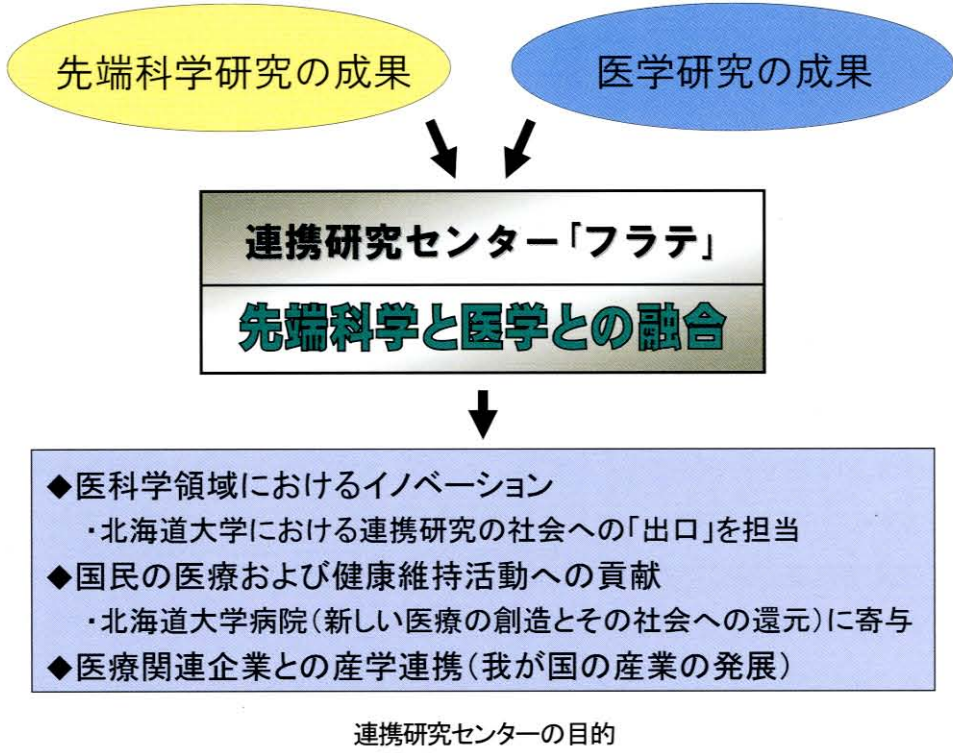 先端科学研究の成果
医学研究の成果
連携研究センター「フラテ」
先端科学と医学との融合
◆医科学領域におけるイノベーション
・北海道大学における連携研究の社会への「出口」を担当
◆国民の医療および健康維持活動への貢献
・北海道大学病院(新しい医療の創造とその社会への還元)に寄与
◆医療関連企業との産学連携(我が国の産業の発展)
連携研究センターの目的